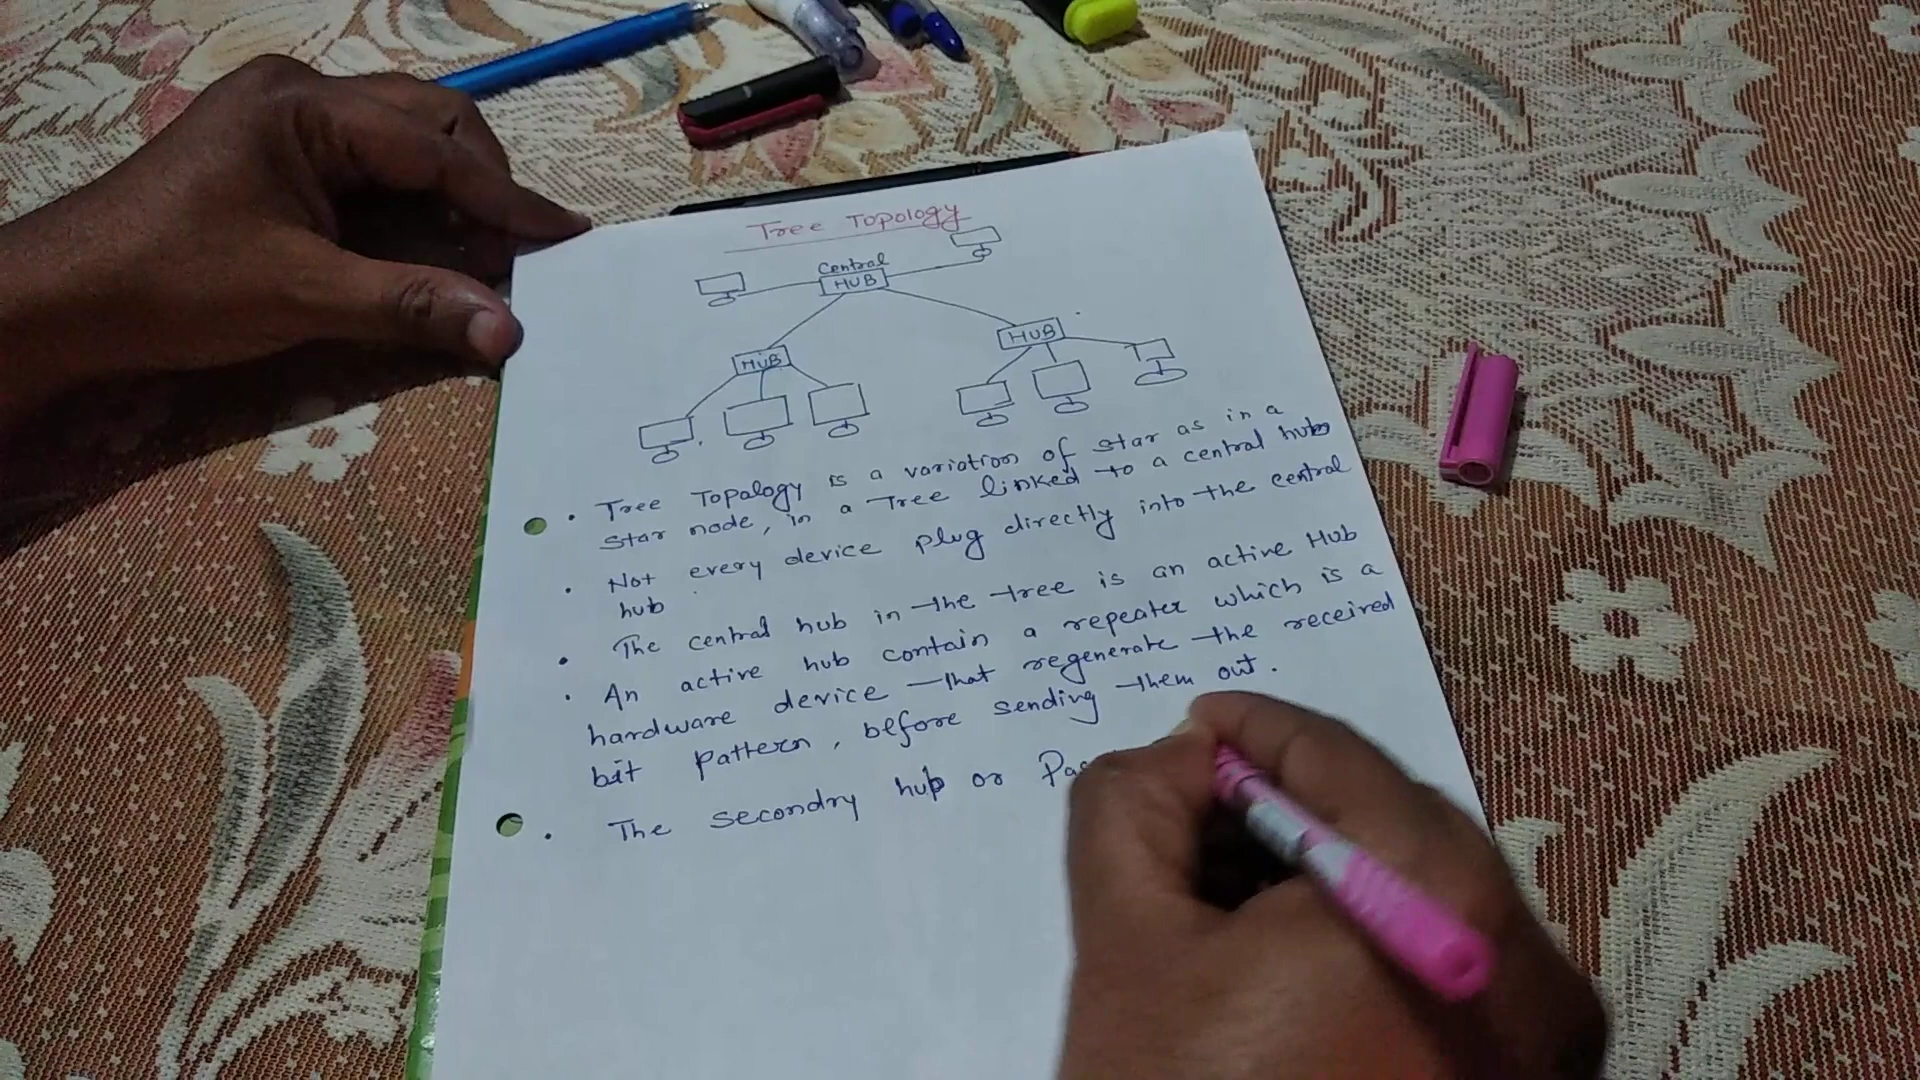 Tree Topology
Central
HUB
HUB
HUB
. Tree Topalogy is a variation of star as in a
star node, in a Tree linked to a central hub
. Not every device plug directly into the central
hub
. The central hub in the tree is an active Hub
. An active hub contain a repeater which is a
hardware device that regenerate the received
bit pattern, before sending them out.
. The secondry hub or